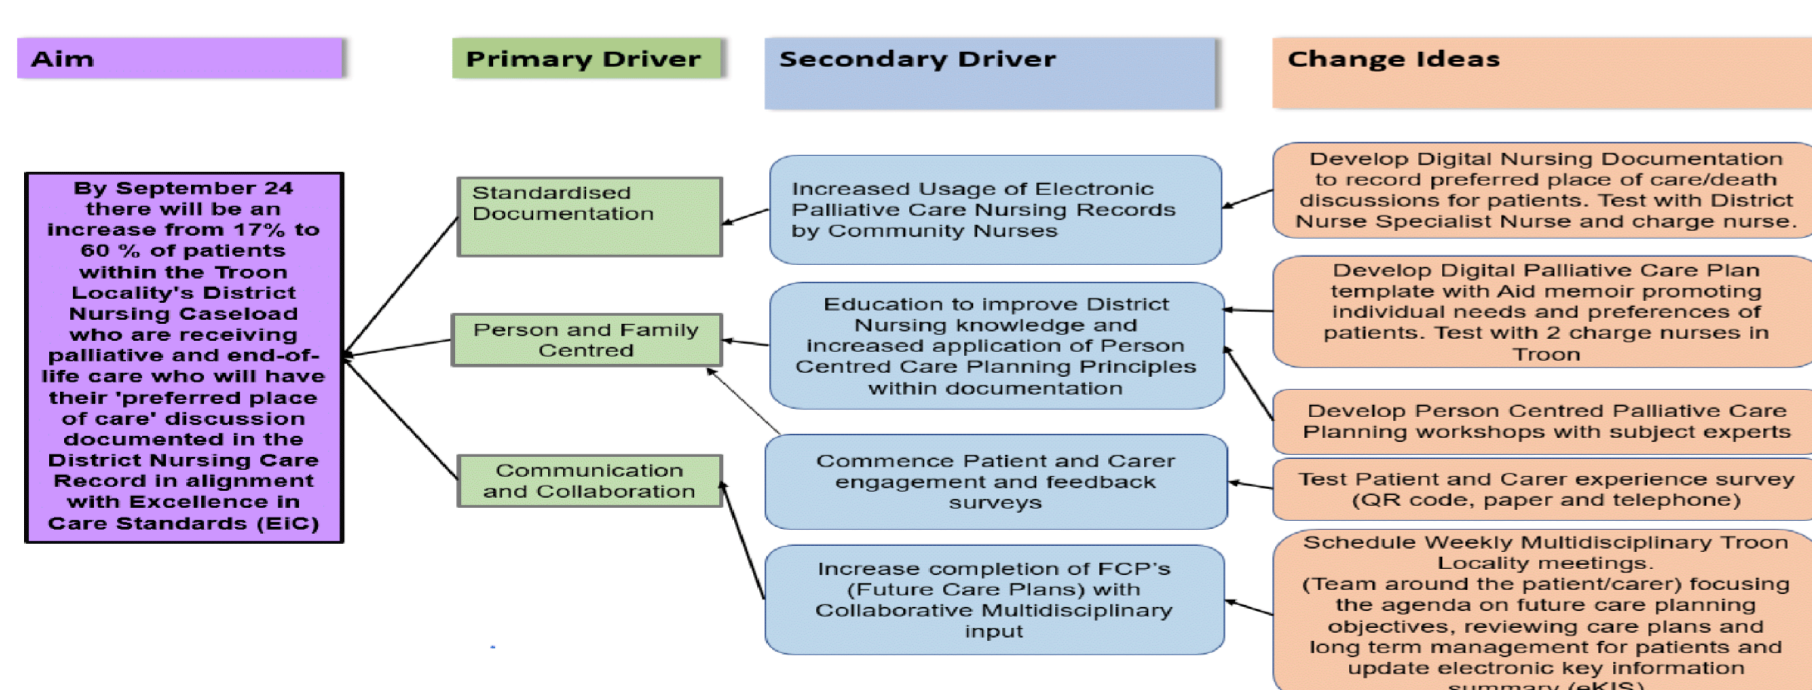 Aim
Primary Driver
Secondary Driver
Change Ideas
By September 24
there will be an
increase from 17% to
60 % of patients
within the Troon
Locality's District
Nursing Caseload
who are receiving
palliative and end-of-
life care who will have
their 'preferred place
of care' discussion
documented in the
District Nursing Care
Record in alignment
with Excellence in
Care Standards (EiC)
Standardised
Documentation
Person and Family
Centred
Communication
and Collaboration
Increased Usage of Electronic
Palliative Care Nursing Records
by Community Nurses
Education to improve District
Nursing knowledge and
increased application of Person
Centred Care Planning Principles
within documentation
Commence Patient and Carer
engagement and feedback
surveys
Increase completion of FCP's
(Future Care Plans) with
Collaborative Multidisciplinary
input
Develop Digital Nursing Documentation
to record preferred place of care/death
discussions for patients. Test with District
Nurse Specialist Nurse and charge nurse.
Develop Digital Palliative Care Plan
template with Aid memoir promoting
individual needs and preferences of
patients. Test with 2 charge nurses in
Troon
Develop Person Centred Palliative Care
Planning workshops with subject experts
Test Patient and Carer experience survey
(QR code, paper and telephone)
Schedule Weekly Multidisciplinary Troon
Locality meetings.
(Team around the patient/carer) focusing
the agenda on future care planning
objectives, reviewing care plans and
long term management for patients and
update electronic key information
summary (eKIS)